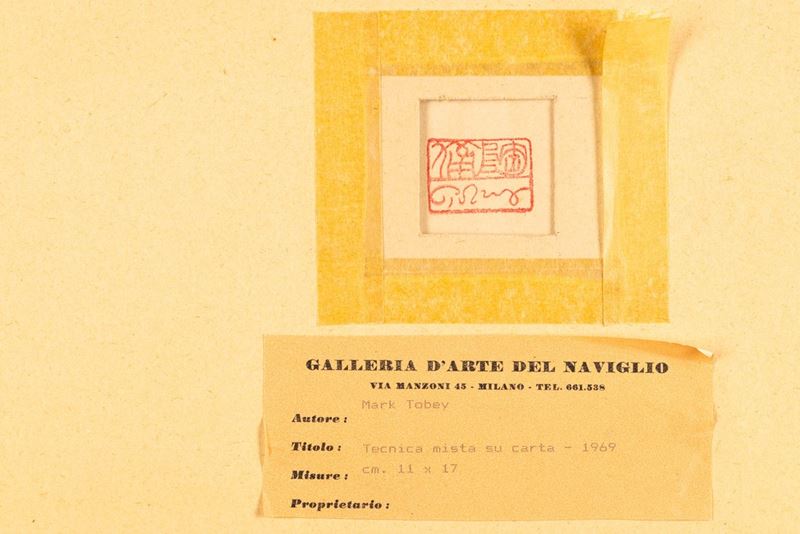 GALLERIA D'ARTE DEL NAVIGLIO
VIA MANZONI 45 - MILANO - TEL. 661.538
Mark Tobey
Autore :
Titolo : Tecnica mista su carta - 1969
Misure : cm. 11 x 17
Proprietario :